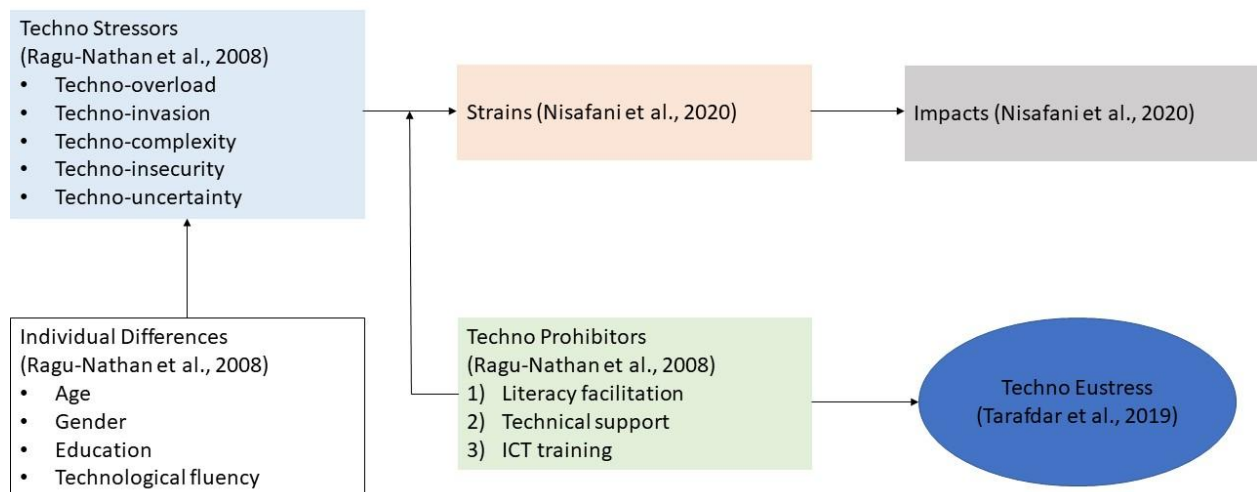 Techno Stressors
(Ragu-Nathan et al., 2008)
• Techno-overload
• Techno-invasion
• Techno-complexity
• Techno-insecurity
• Techno-uncertainty
Strains (Nisafani et al., 2020)
Impacts (Nisafani et al., 2020)
Individual Differences
(Ragu-Nathan et al., 2008)
• Age
• Gender
• Education
• Technological fluency
Techno Prohibitors
(Ragu-Nathan et al., 2008)
1) Literacy facilitation
2) Technical support
3) ICT training
Techno Eustress
(Tarafdar et al., 2019)